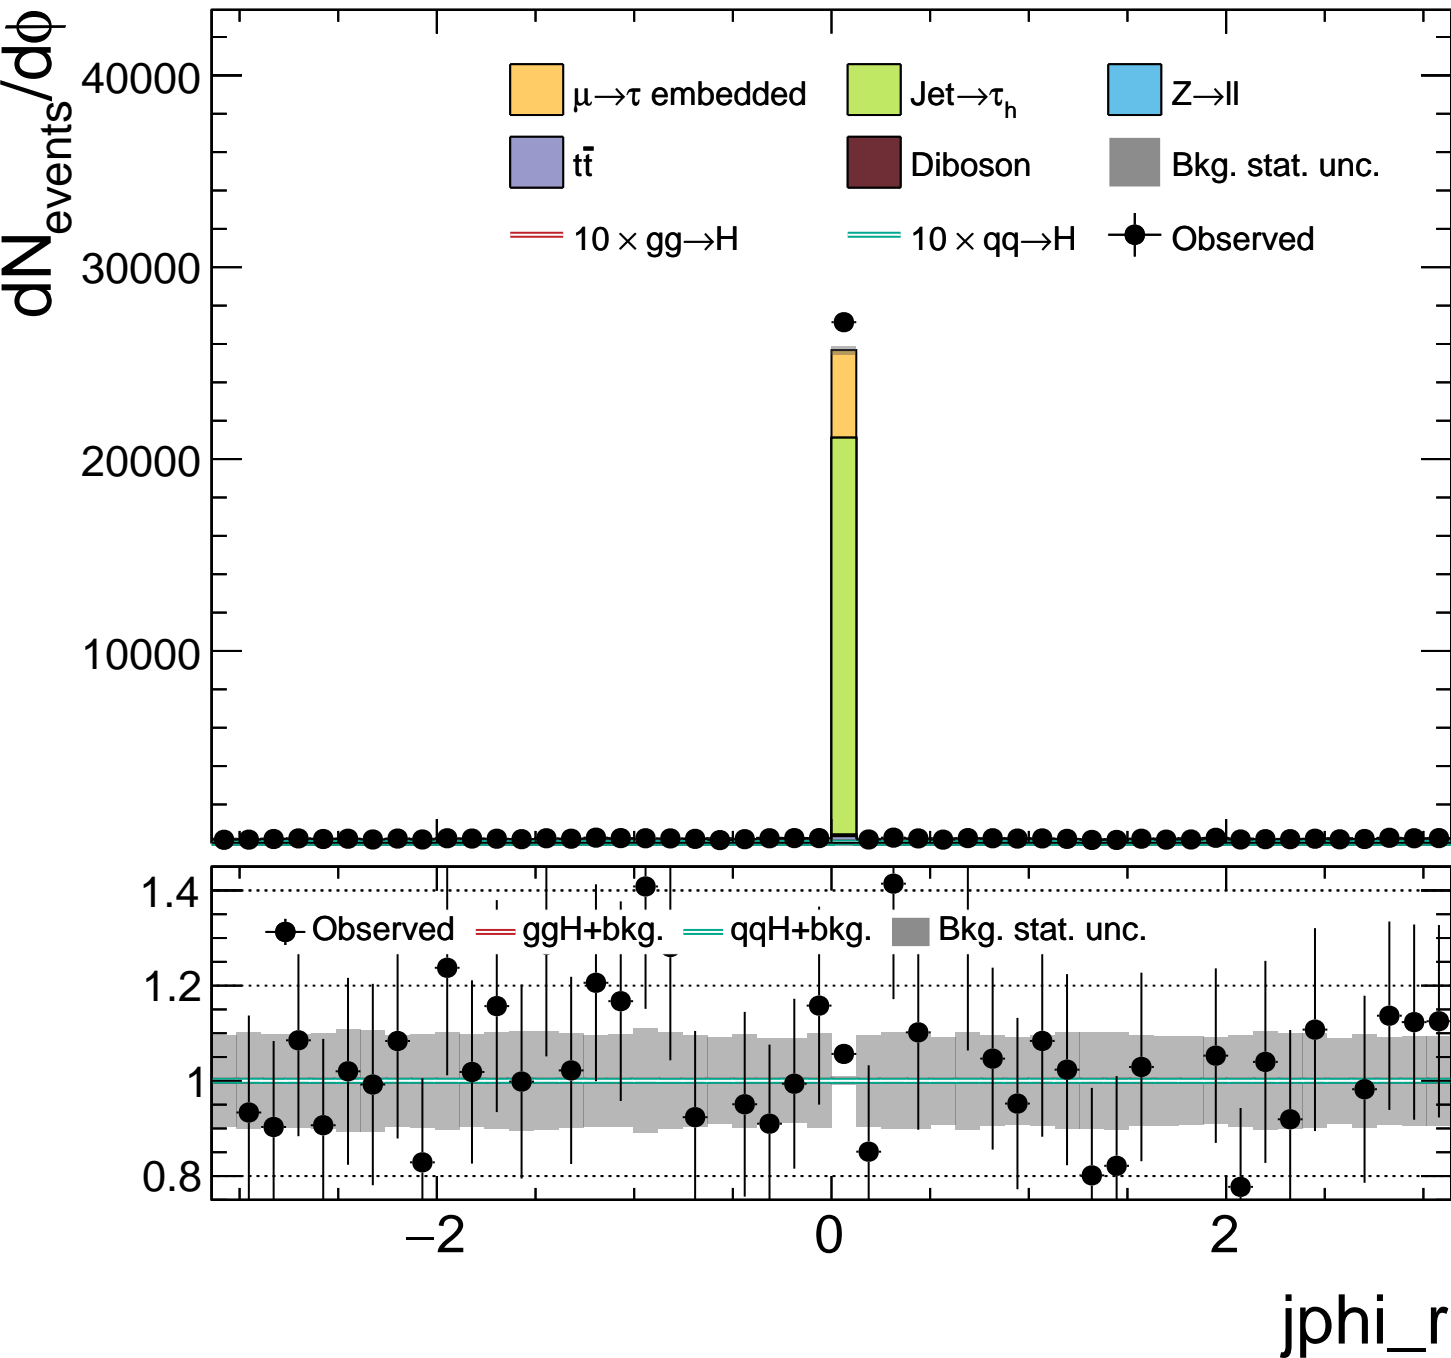 dN_events/dϕ
40000
30000
20000
10000
μ→τ embedded
Jet→τ_h
Z→ll
tt̄
Diboson
Bkg. stat. unc.
10 × gg→H
10 × qq→H
Observed
1.4
1.2
1
0.8
Observed
ggH+bkg.
qqH+bkg.
Bkg. stat. unc.
−2
0
2
jphi_r